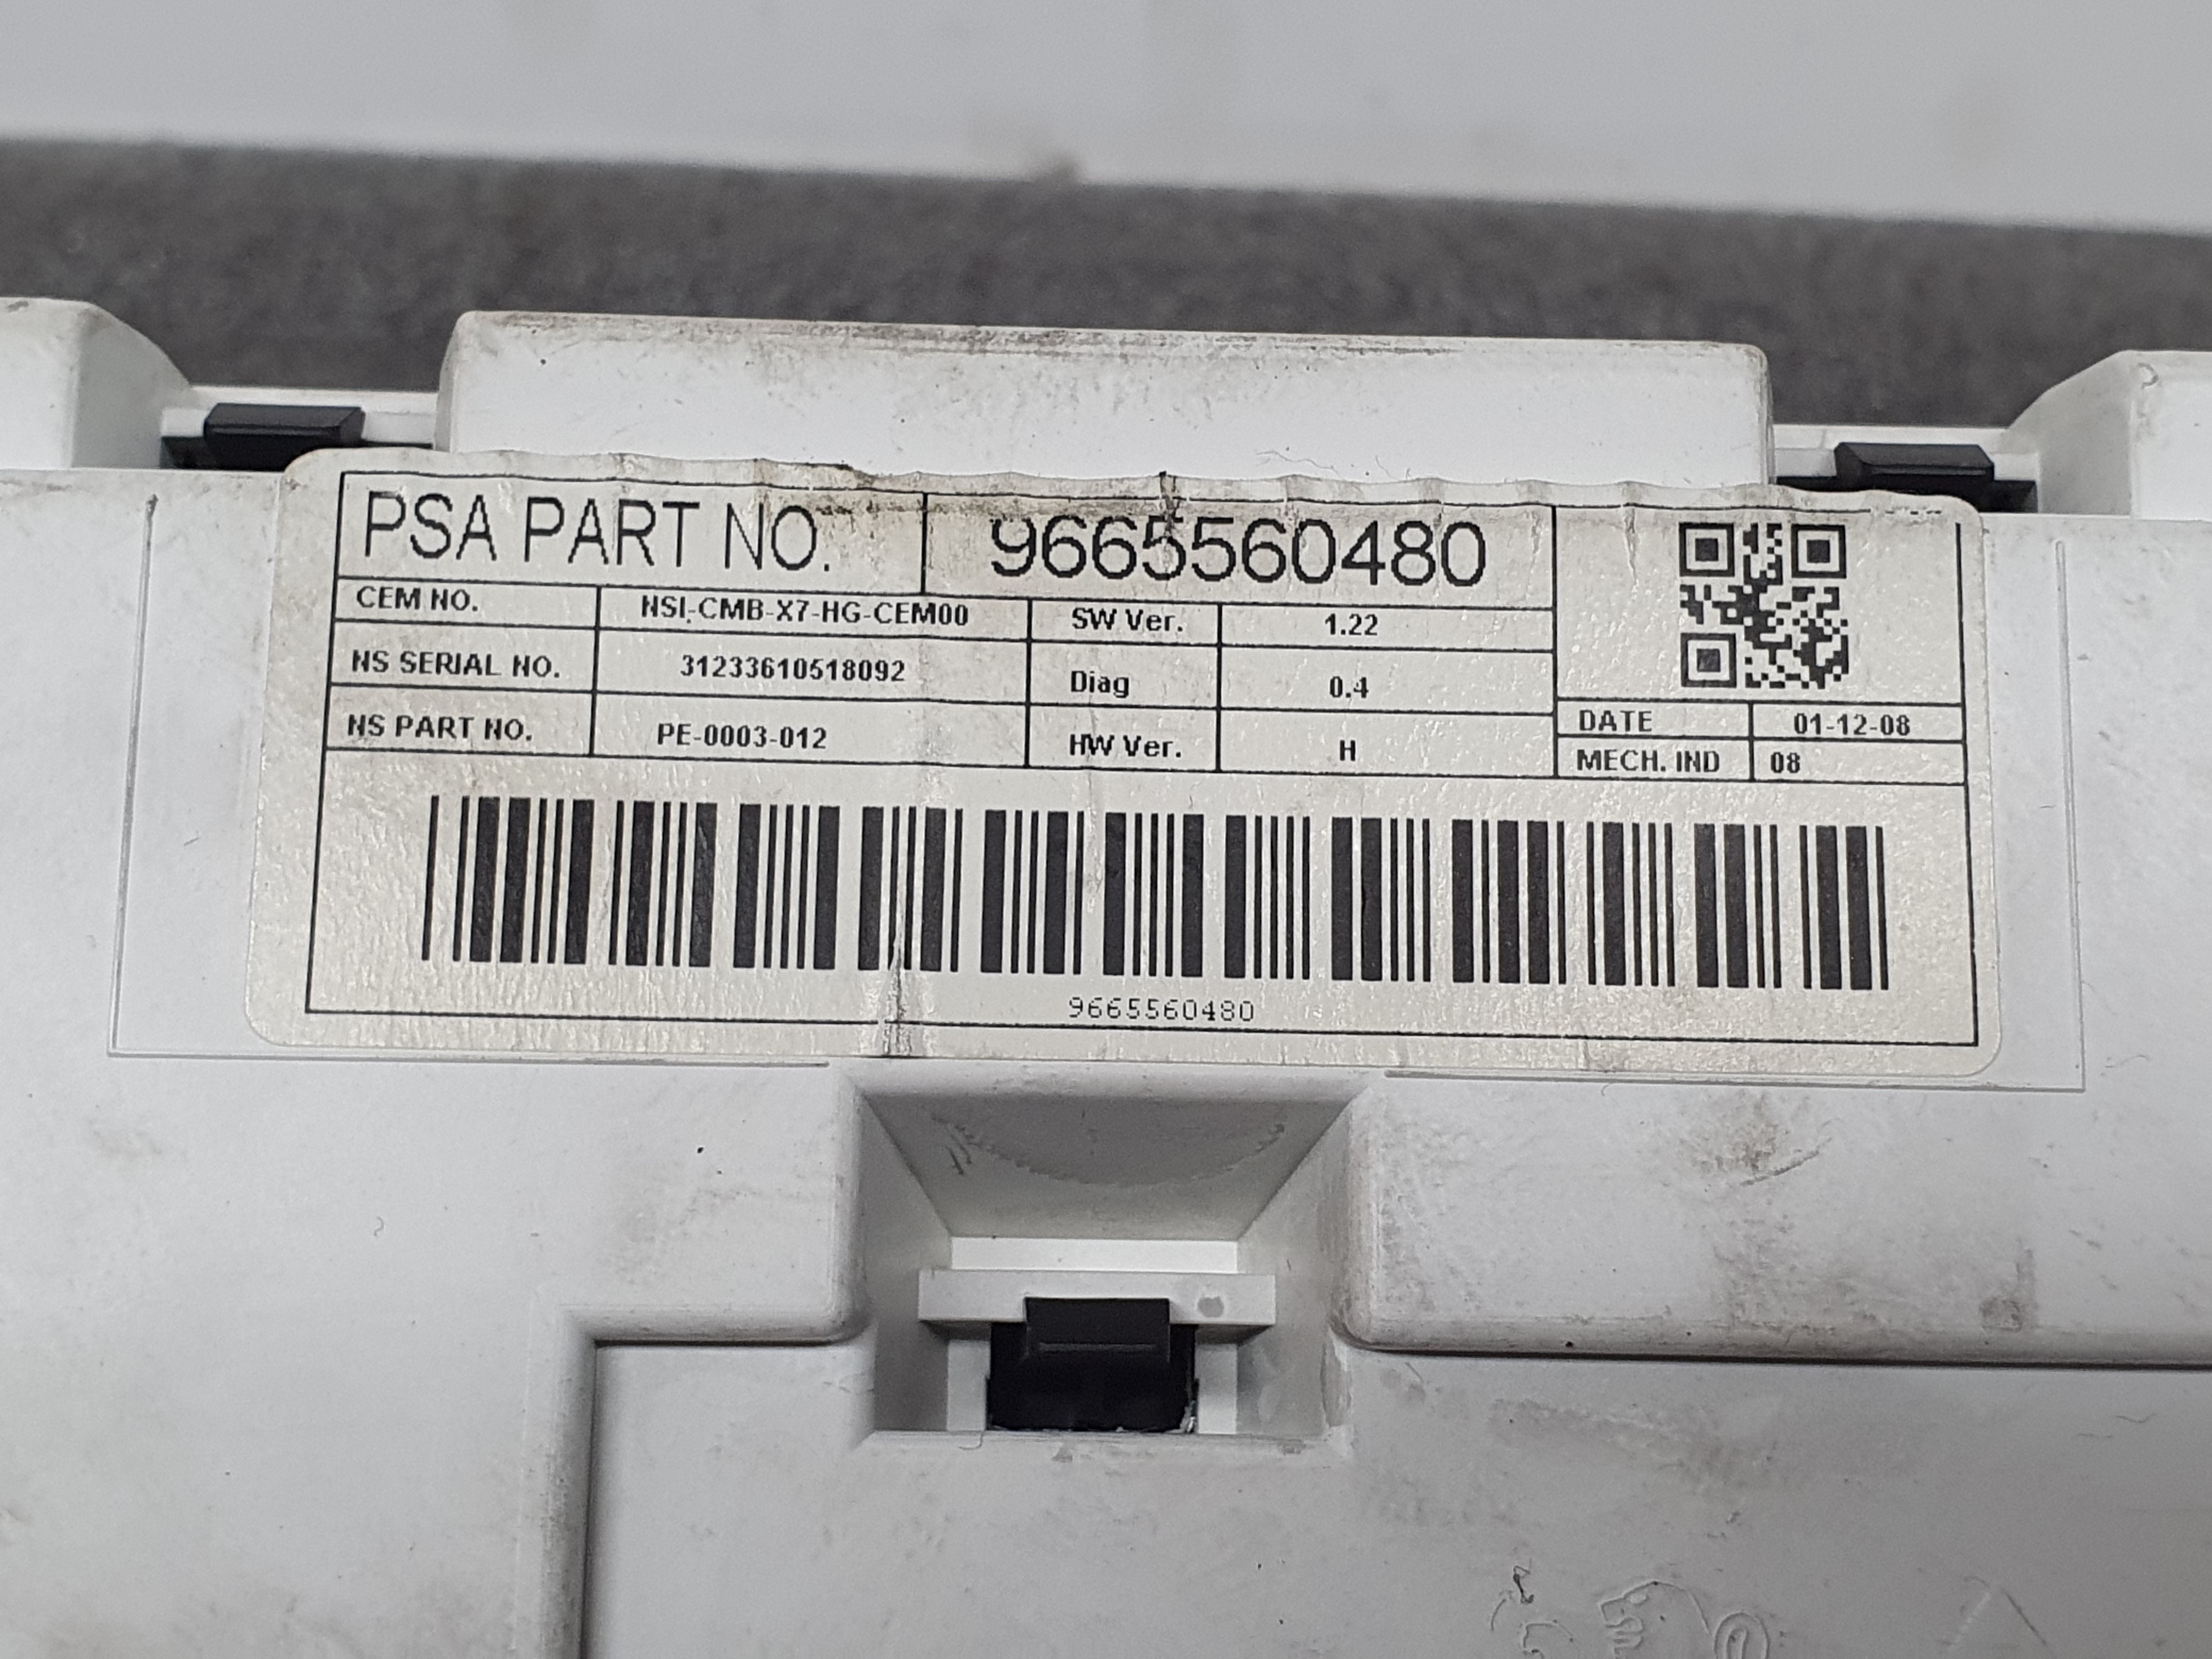 PSA PART NO. 9665560480
CEM NO. NSI-CMB-X7-HG-CEM00 SW Ver. 1.22
NS SERIAL NO. 31233610518092 Diag 0.4
NS PART NO. PE-0003-012 HW Ver. H
DATE 01-12-08
MECH. IND 08
9665560480